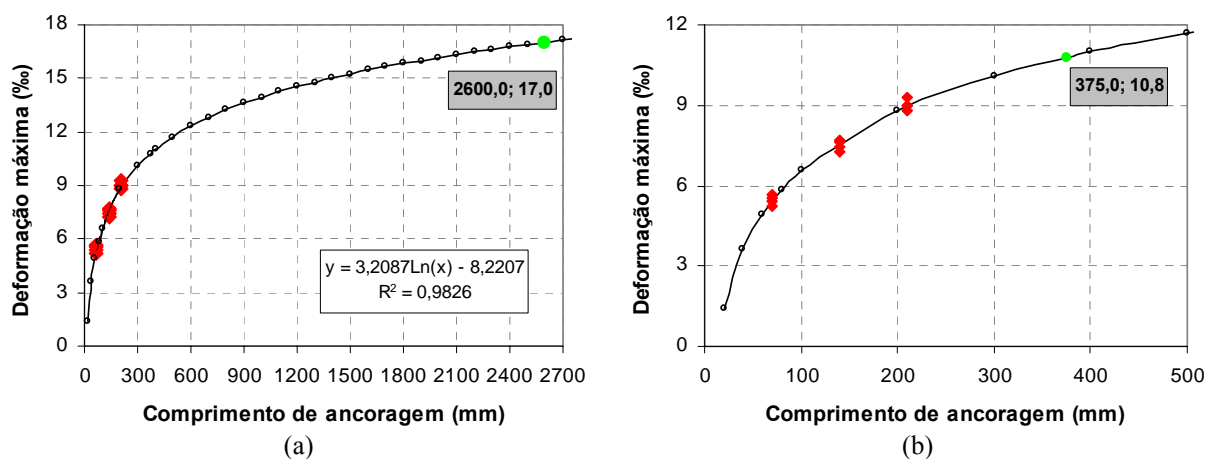 18
15
12
9
6
3
0
Deformação máxima (‰)
2600,0; 17,0
y = 3,2087Ln(x) - 8,2207
R² = 0,9826
0 300 600 900 1200 1500 1800 2100 2400 2700
Comprimento de ancoragem (mm)
(a)
12
9
6
3
0
Deformação máxima (‰)
375,0; 10,8
0 100 200 300 400 500
Comprimento de ancoragem (mm)
(b)